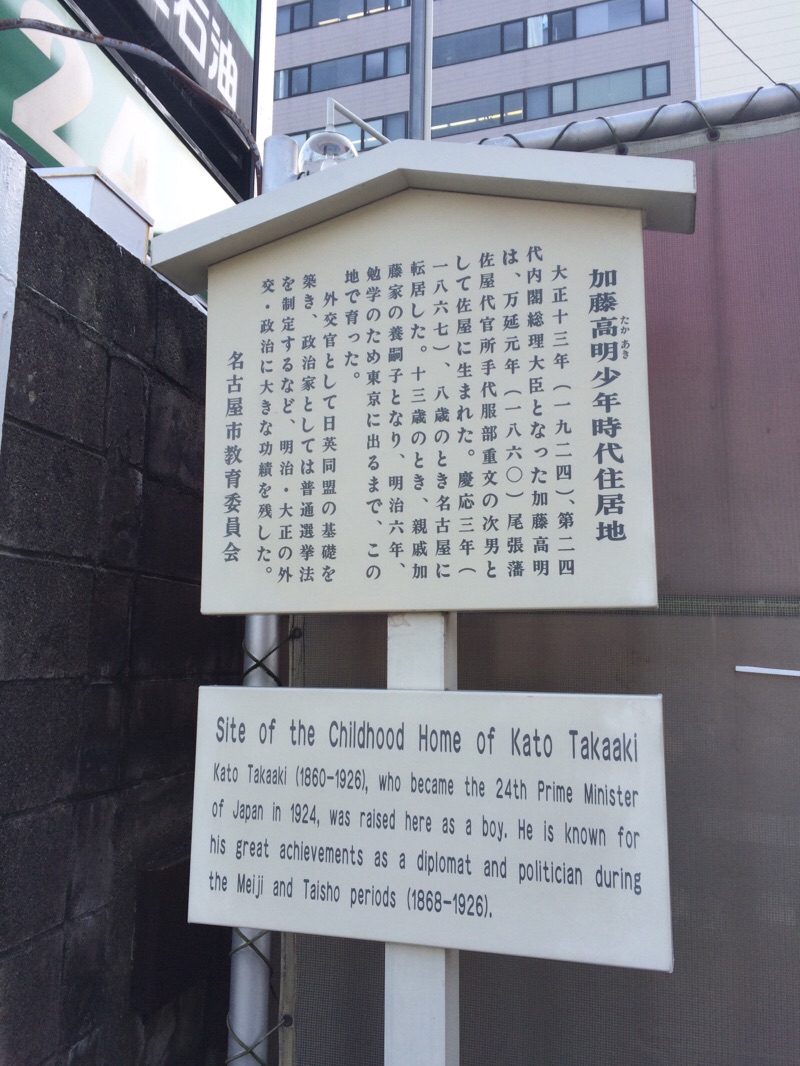 石油
24
加藤高明少年時代住居地
たか あき
大正十三年（一九二四）、第二四
代内閣総理大臣となった加藤高明
は、万延元年（一八六〇）尾張藩
佐屋代官所手代服部重文の次男と
して佐屋に生まれた。慶応三年（
一八六七）、八歳のとき名古屋に
転居した。十三歳のとき、親戚加
藤家の養嗣子となり、明治六年、
勉学のため東京に出るまで、この
地で育った。
外交官として日英同盟の基礎を
築き、政治家としては普通選挙法
を制定するなど、明治・大正の外
交・政治に大きな功績を残した。
名古屋市教育委員会
Site of the Childhood Home of Kato Takaaki
Kato Takaaki (1860-1926), who became the 24th Prime Minister
of Japan in 1924, was raised here as a boy. He is known for
his great achievements as a diplomat and politician during
the Meiji and Taisho periods (1868-1926).